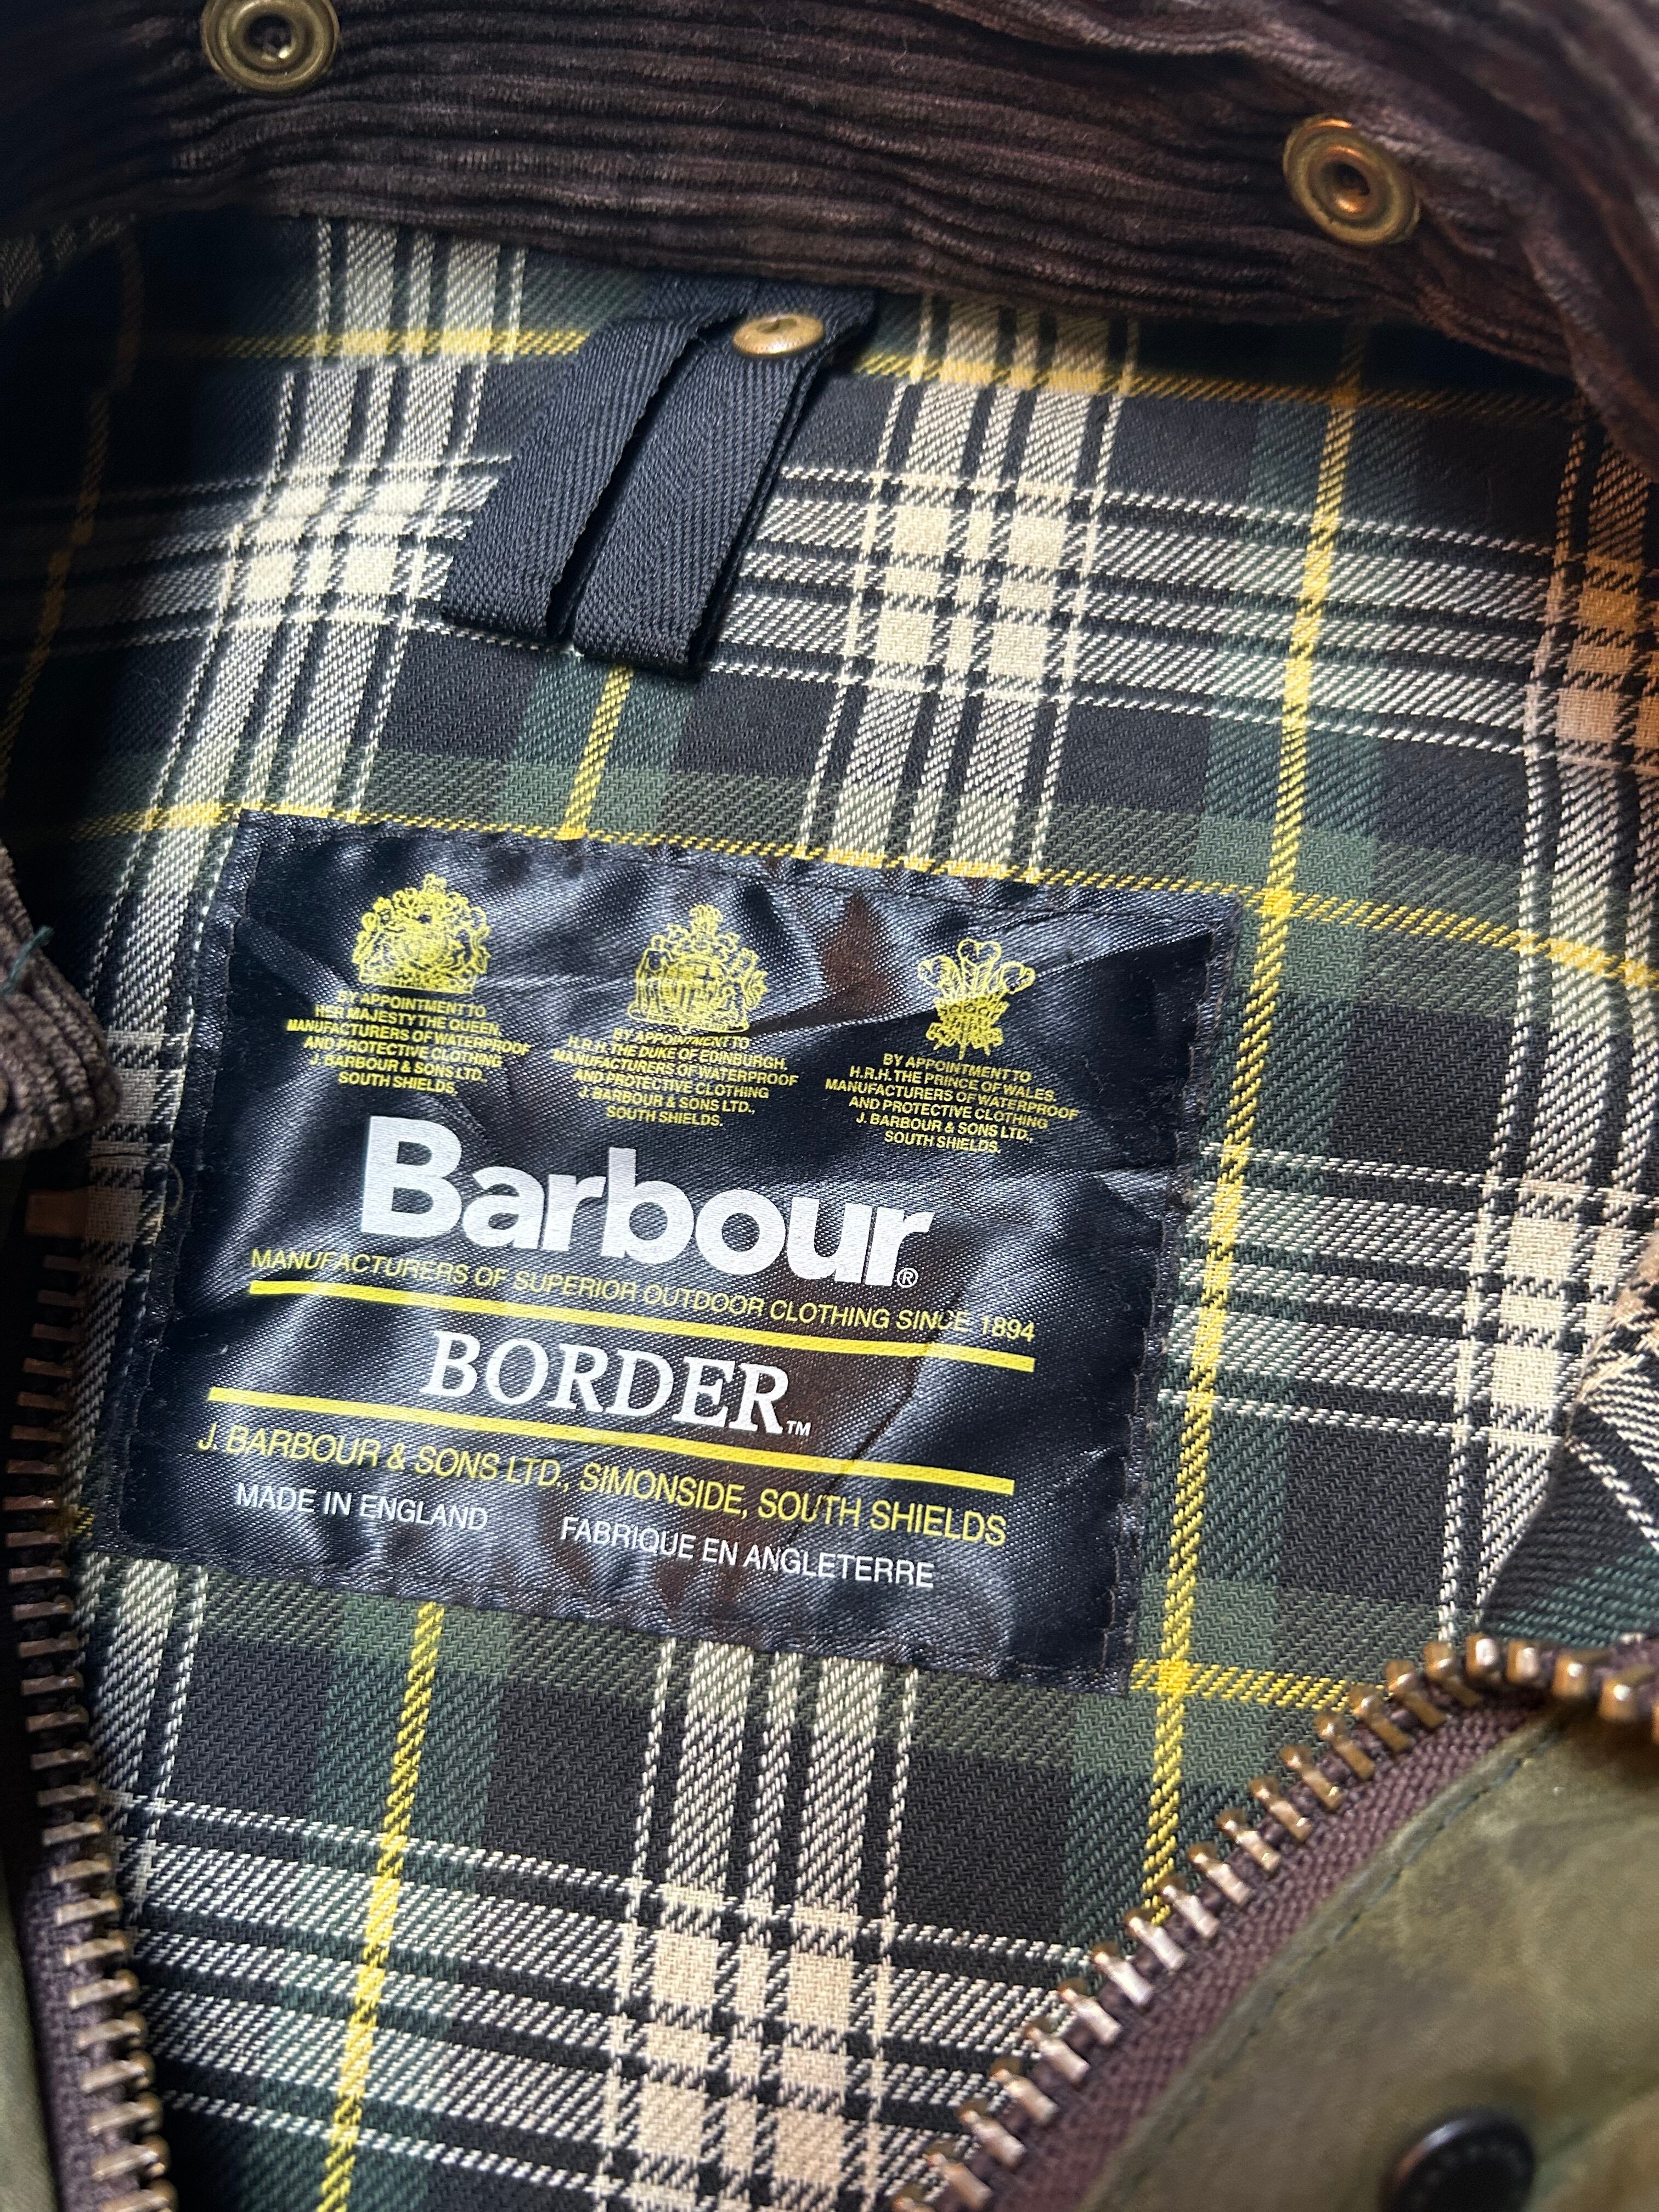 BY APPOINTMENT TO
HER MAJESTY THE QUEEN,
MANUFACTURERS OF WATERPROOF
AND PROTECTIVE CLOTHING
J. BARBOUR & SONS LTD.,
SOUTH SHIELDS.
BY APPOINTMENT TO
H.R.H. THE DUKE OF EDINBURGH.
MANUFACTURERS OF WATERPROOF
AND PROTECTIVE CLOTHING
J. BARBOUR & SONS LTD.,
SOUTH SHIELDS.
BY APPOINTMENT TO
H.R.H. THE PRINCE OF WALES.
MANUFACTURERS OF WATERPROOF
AND PROTECTIVE CLOTHING
J. BARBOUR & SONS LTD.,
SOUTH SHIELDS.
Barbour®
MANUFACTURERS OF SUPERIOR OUTDOOR CLOTHING SINCE 1894
BORDER™
J. BARBOUR & SONS LTD., SIMONSIDE, SOUTH SHIELDS
MADE IN ENGLAND FABRIQUE EN ANGLETERRE